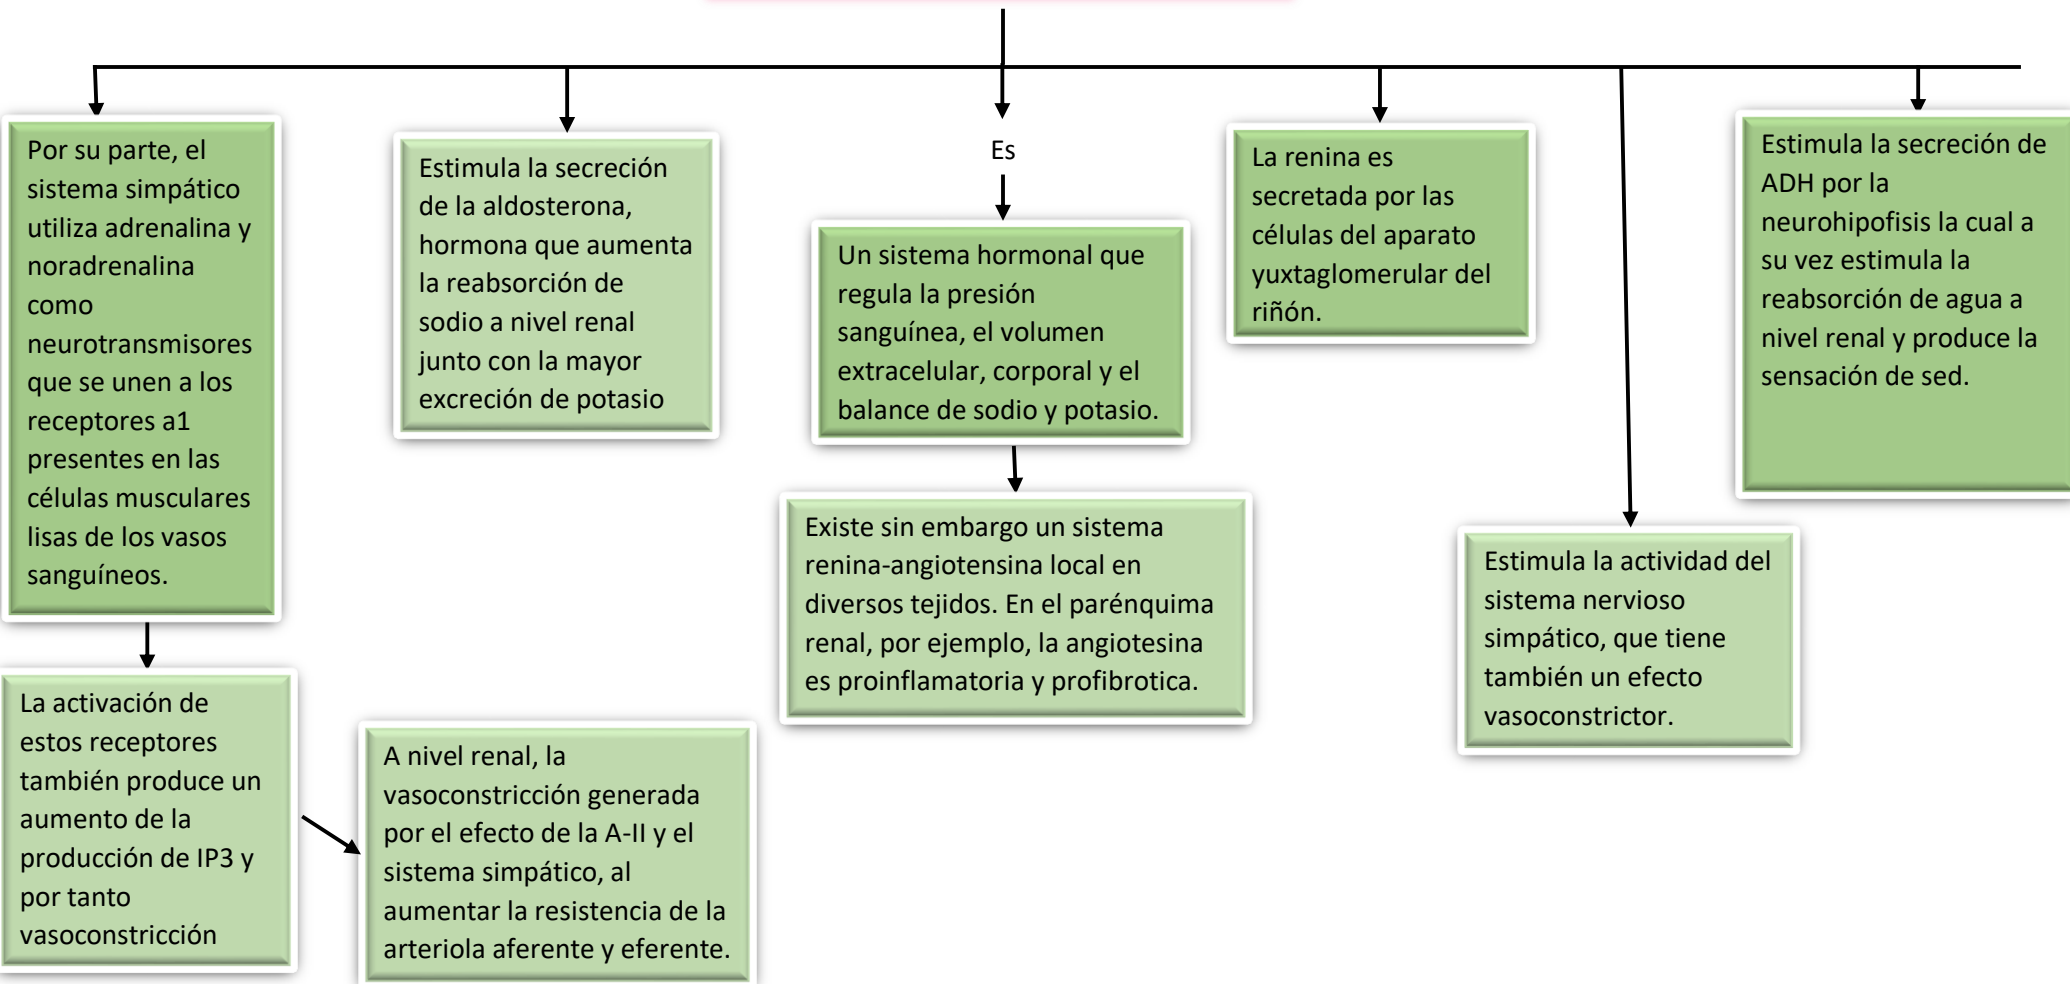 Por su parte, el
sistema simpático
utiliza adrenalina y
noradrenalina
como
neurotransmisores
que se unen a los
receptores a1
presentes en las
células musculares
lisas de los vasos
sanguíneos.
La activación de
estos receptores
también produce un
aumento de la
producción de IP3 y
por tanto
vasoconstricción
A nivel renal, la
vasoconstricción generada
por el efecto de la A-II y el
sistema simpático, al
aumentar la resistencia de la
arteriola aferente y eferente.
Estimula la secreción
de la aldosterona,
hormona que aumenta
la reabsorción de
sodio a nivel renal
junto con la mayor
excreción de potasio
Es
Un sistema hormonal que
regula la presión
sanguínea, el volumen
extracelular, corporal y el
balance de sodio y potasio.
Existe sin embargo un sistema
renina-angiotensina local en
diversos tejidos. En el parénquima
renal, por ejemplo, la angiotesina
es proinflamatoria y profibrotica.
La renina es
secretada por las
células del aparato
yuxtaglomerular del
riñón.
Estimula la actividad del
sistema nervioso
simpático, que tiene
también un efecto
vasoconstrictor.
Estimula la secreción de
ADH por la
neurohipofisis la cual a
su vez estimula la
reabsorción de agua a
nivel renal y produce la
sensación de sed.